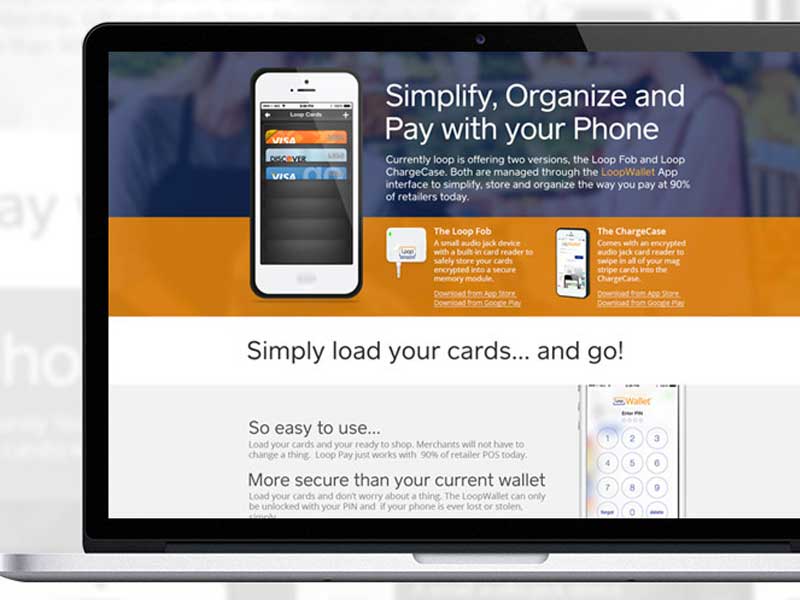 Simplify, Organize and
Pay with your Phone
Currently loop is offering two versions, the Loop Fob and Loop
ChargeCase. Both are managed through the LoopWallet App
interface to simplify, store and organize the way you pay at 90%
of retailers today.
Loop Cards
VISA
DISCOVER
VISA
The Loop Fob
A small audio jack device
with a built-in card reader to
safely store your cards
encrypted into a secure
memory module.
Download from App Store
Download from Google Play
Loop
The ChargeCase
Comes with an encrypted
audio jack card reader to
swipe in all of your mag
stripe cards into the
ChargeCase.
Download from App Store
Download from Google Play
Simply load your cards... and go!
So easy to use...
Load your cards and your ready to shop. Merchants will not have to
change a thing. Loop Pay just works with 90% of retailer POS today.
More secure than your current wallet
Load your cards and don't worry about a thing. The LoopWallet can only
be unlocked with your PIN and if your phone is ever lost or stolen,
simply
Loop Wallet
Enter PIN
1 2 3
4 5 6
7 8 9
forgot 0 delete